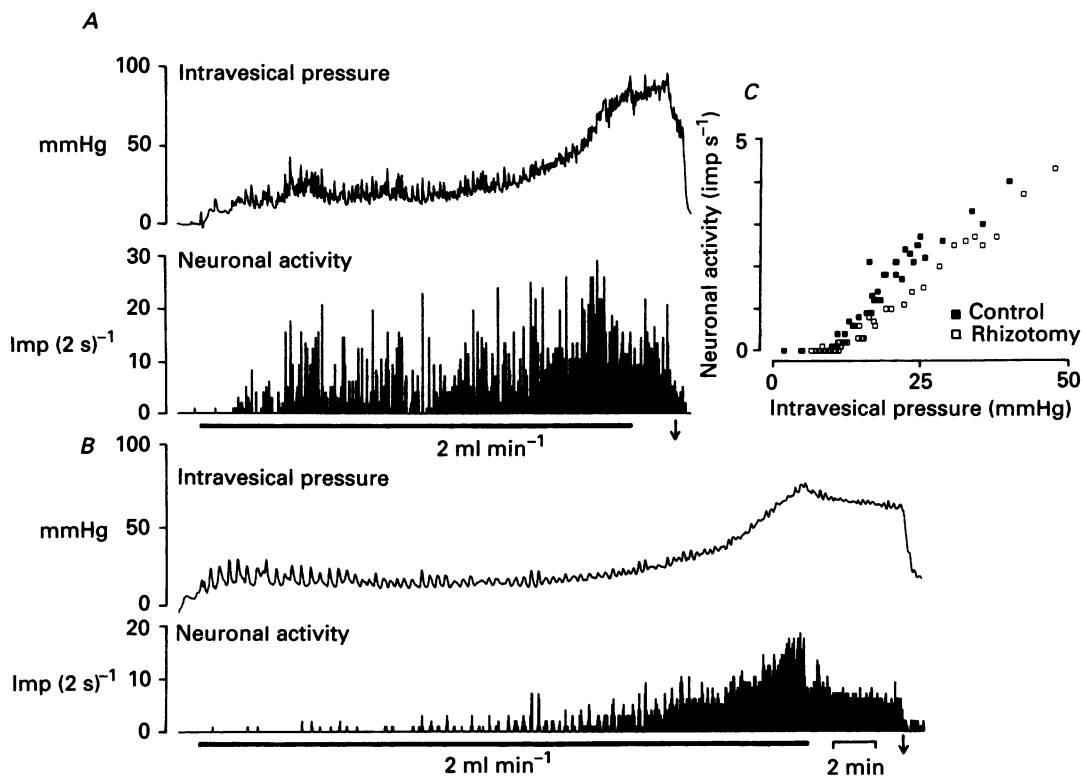 A
100
Intravesical pressure
mmHg
50
0
30
Neuronal activity
20
Imp (2 s)⁻¹
10
0
2 ml min⁻¹
C
Neuronal activity (imp s⁻¹)
5
0
Control
Rhizotomy
0
25
50
Intravesical pressure (mmHg)
B
100
Intravesical pressure
mmHg
50
0
20
Neuronal activity
Imp (2 s)⁻¹
10
0
2 ml min⁻¹
2 min